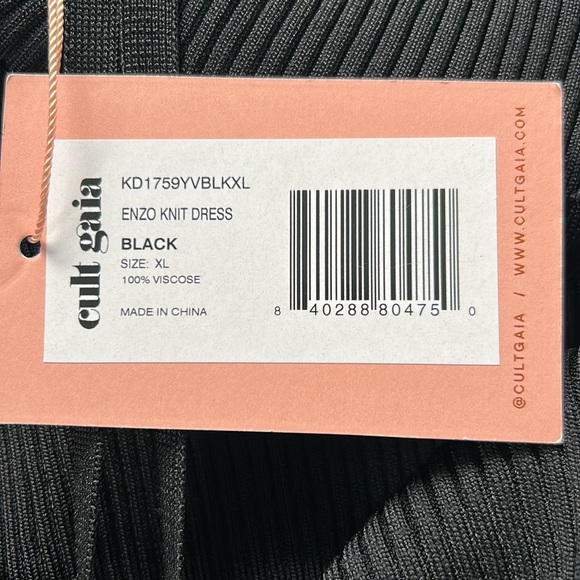 cult gaia
KD1759YVBLKXL
ENZO KNIT DRESS
BLACK
SIZE: XL
100% VISCOSE
MADE IN CHINA
8 40288 80475 0
@CULTGAIA / WWW.CULTGAIA.COM